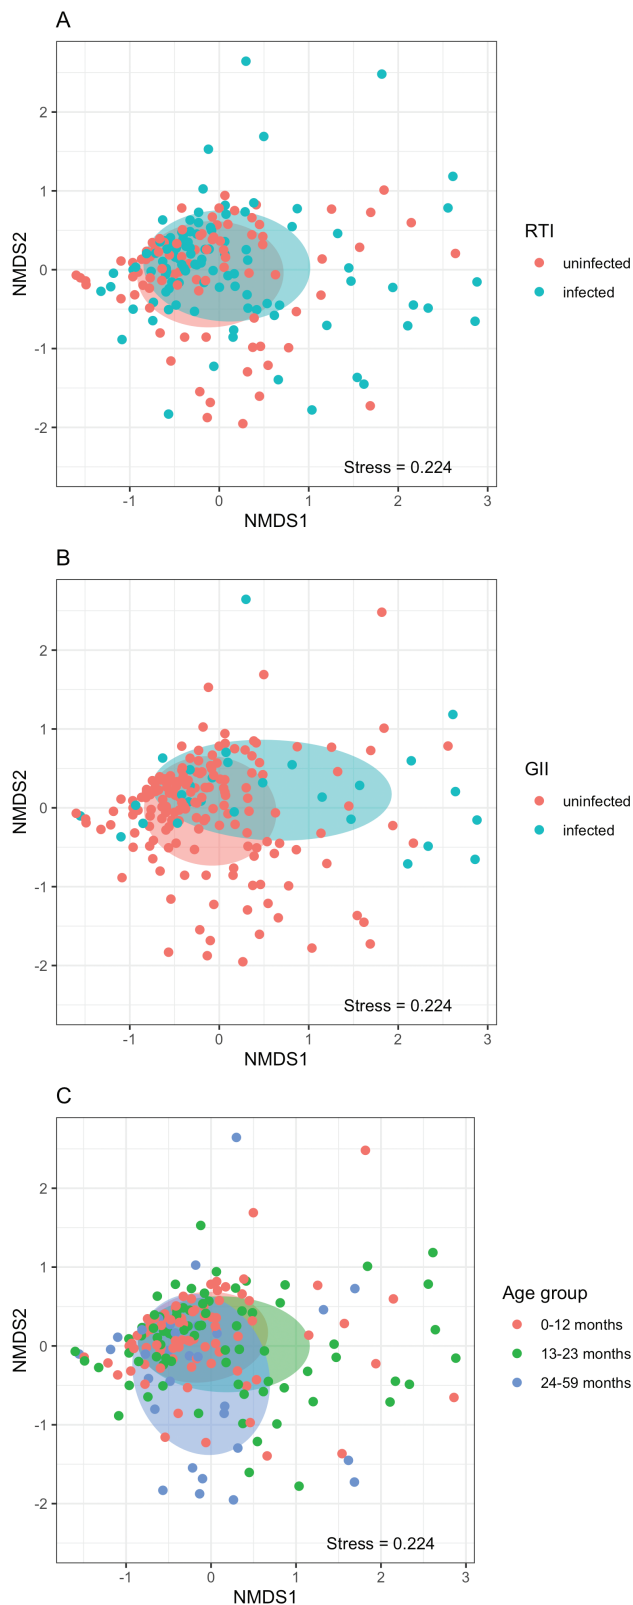 A
2
1
0
-1
-2
NMDS2
-1 0 1 2 3
NMDS1
Stress = 0.224
RTI
uninfected
infected
B
2
1
0
-1
-2
NMDS2
-1 0 1 2 3
NMDS1
Stress = 0.224
GII
uninfected
infected
C
2
1
0
-1
-2
NMDS2
-1 0 1 2 3
NMDS1
Stress = 0.224
Age group
0-12 months
13-23 months
24-59 months